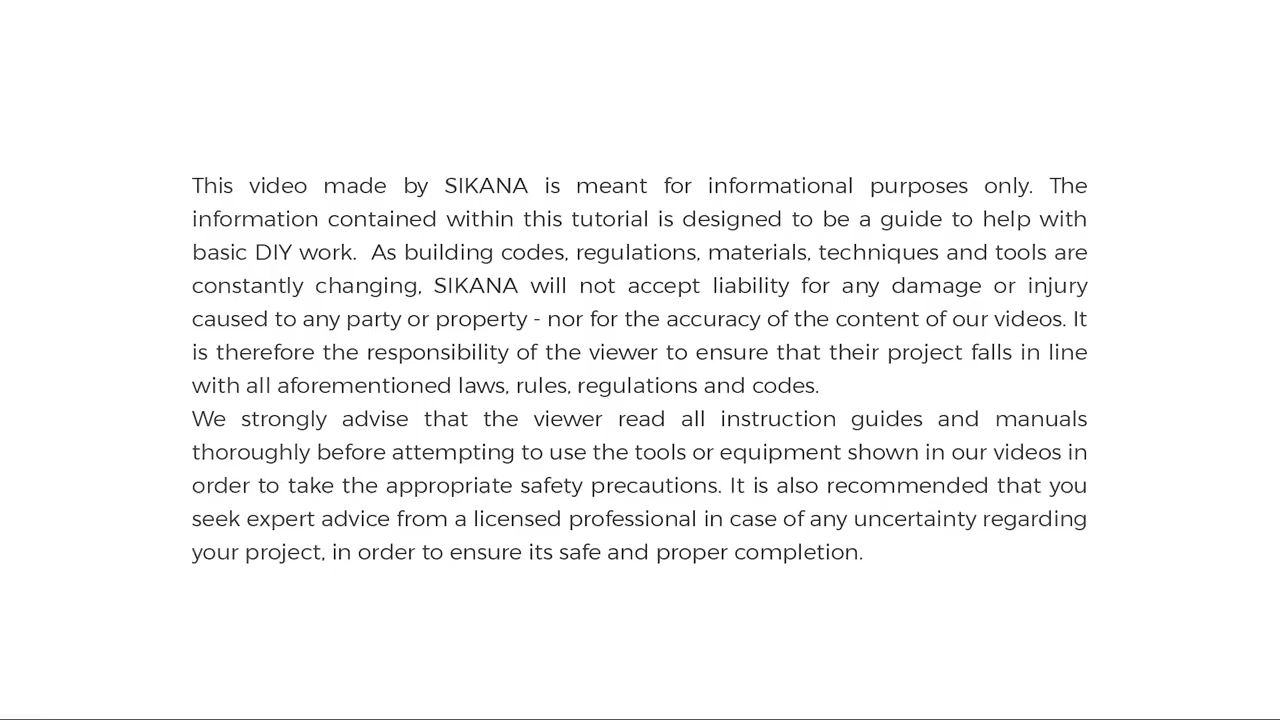 This video made by SIKANA is meant for informational purposes only. The
information contained within this tutorial is designed to be a guide to help with
basic DIY work.  As building codes, regulations, materials, techniques and tools are
constantly changing, SIKANA will not accept liability for any damage or injury
caused to any party or property - nor for the accuracy of the content of our videos. It
is therefore the responsibility of the viewer to ensure that their project falls in line
with all aforementioned laws, rules, regulations and codes.
We strongly advise that the viewer read all instruction guides and manuals
thoroughly before attempting to use the tools or equipment shown in our videos in
order to take the appropriate safety precautions. It is also recommended that you
seek expert advice from a licensed professional in case of any uncertainty regarding
your project, in order to ensure its safe and proper completion.